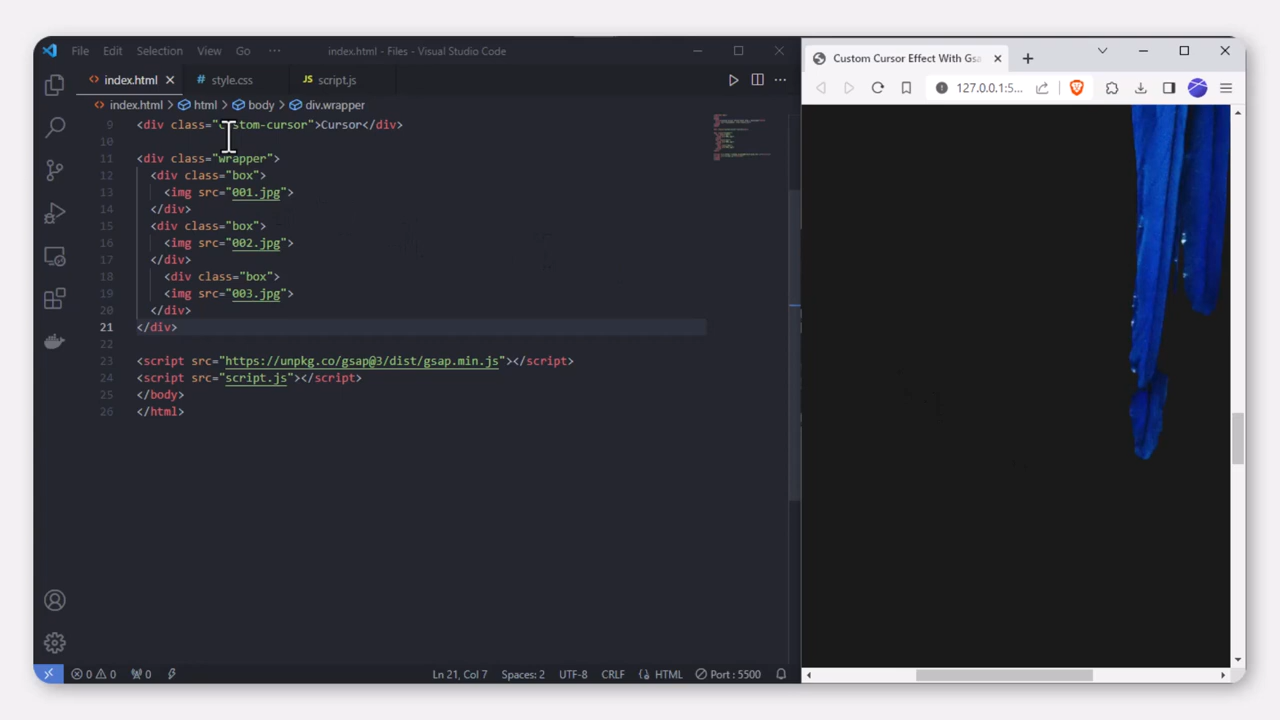 File Edit Selection View Go ··· index.html - Files - Visual Studio Code
index.html style.css JS script.js
index.html > html > body > div.wrapper
9 <div class="custom-cursor">Cursor</div>
10
11 <div class="wrapper">
12 <div class="box">
13 <img src="001.jpg">
14 </div>
15 <div class="box">
16 <img src="002.jpg">
17 </div>
18 <div class="box">
19 <img src="003.jpg">
20 </div>
21 </div>
22
23 <script src="https://unpkg.co/gsap@3/dist/gsap.min.js"></script>
24 <script src="script.js"></script>
25 </body>
26 </html>
0 0 0 Ln 21, Col 7 Spaces: 2 UTF-8 CRLF HTML Port : 5500
Custom Cursor Effect With Gsa
127.0.0.1:5...